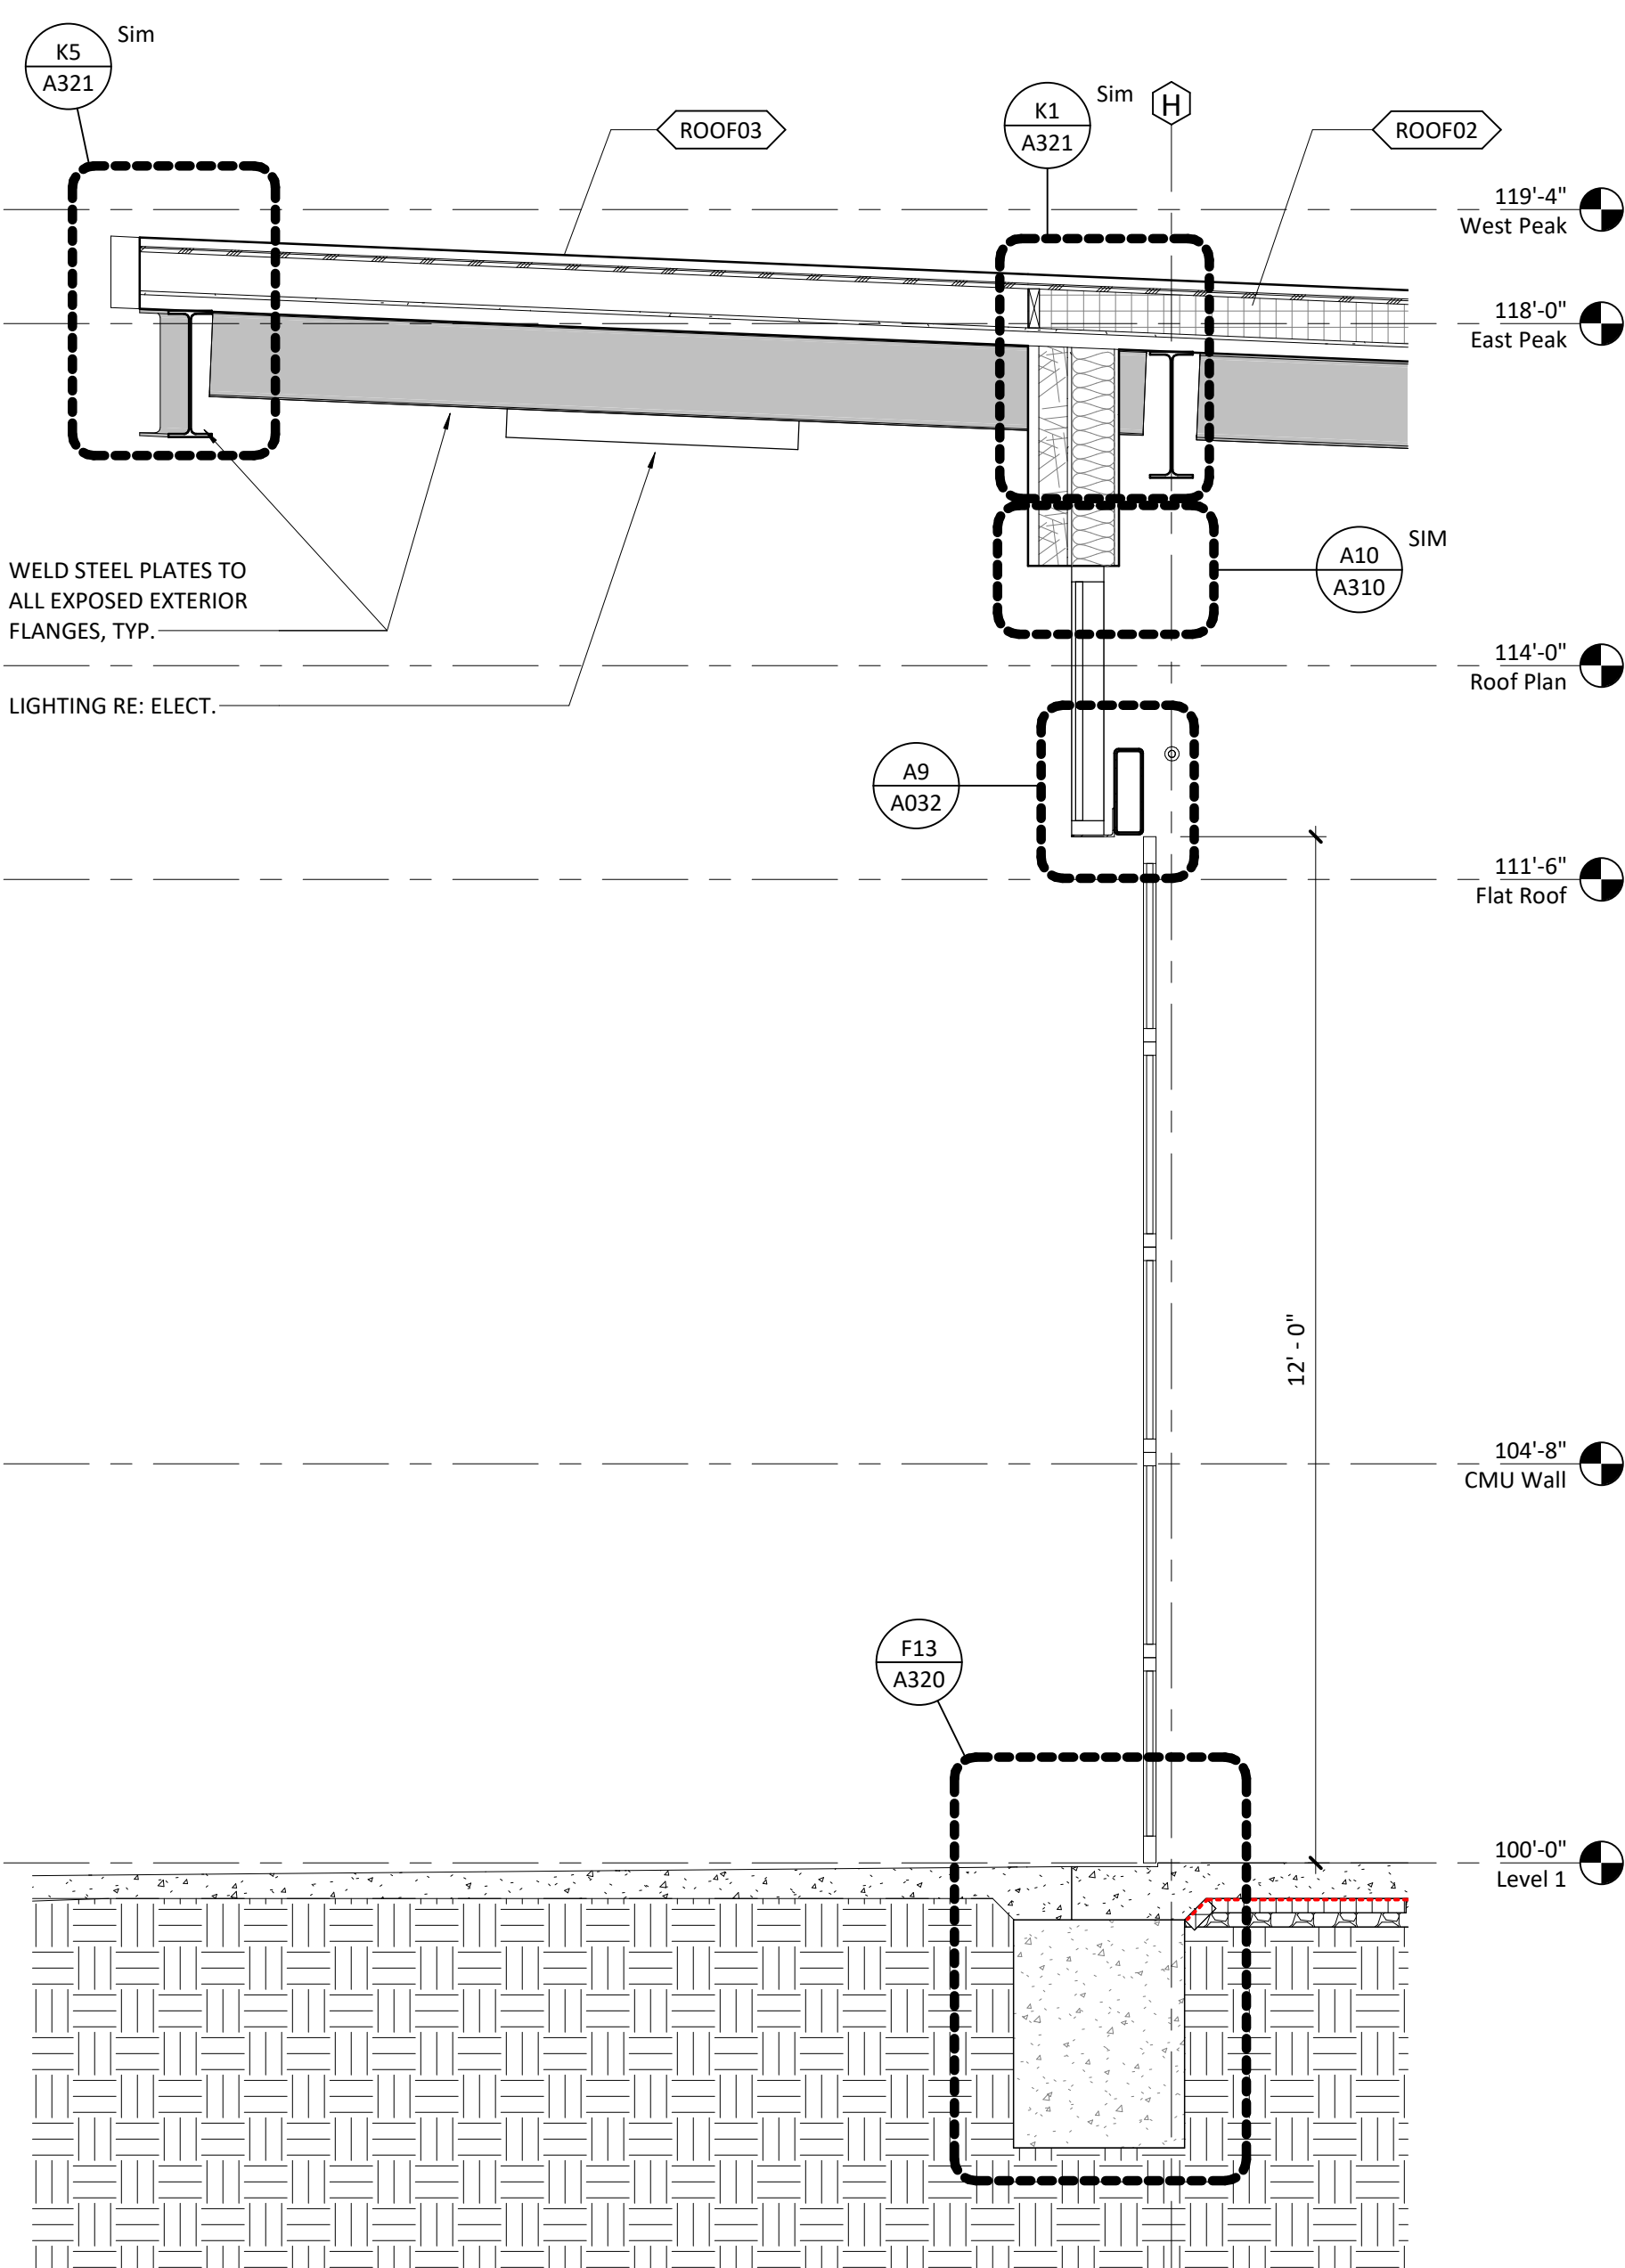 K5
A321
Sim
ROOF03
K1
A321
Sim
H
ROOF02
119'-4"
West Peak
118'-0"
East Peak
WELD STEEL PLATES TO
ALL EXPOSED EXTERIOR
FLANGES, TYP.
A10
A310
SIM
114'-0"
Roof Plan
LIGHTING RE: ELECT.
A9
A032
111'-6"
Flat Roof
12' - 0"
104'-8"
CMU Wall
F13
A320
100'-0"
Level 1